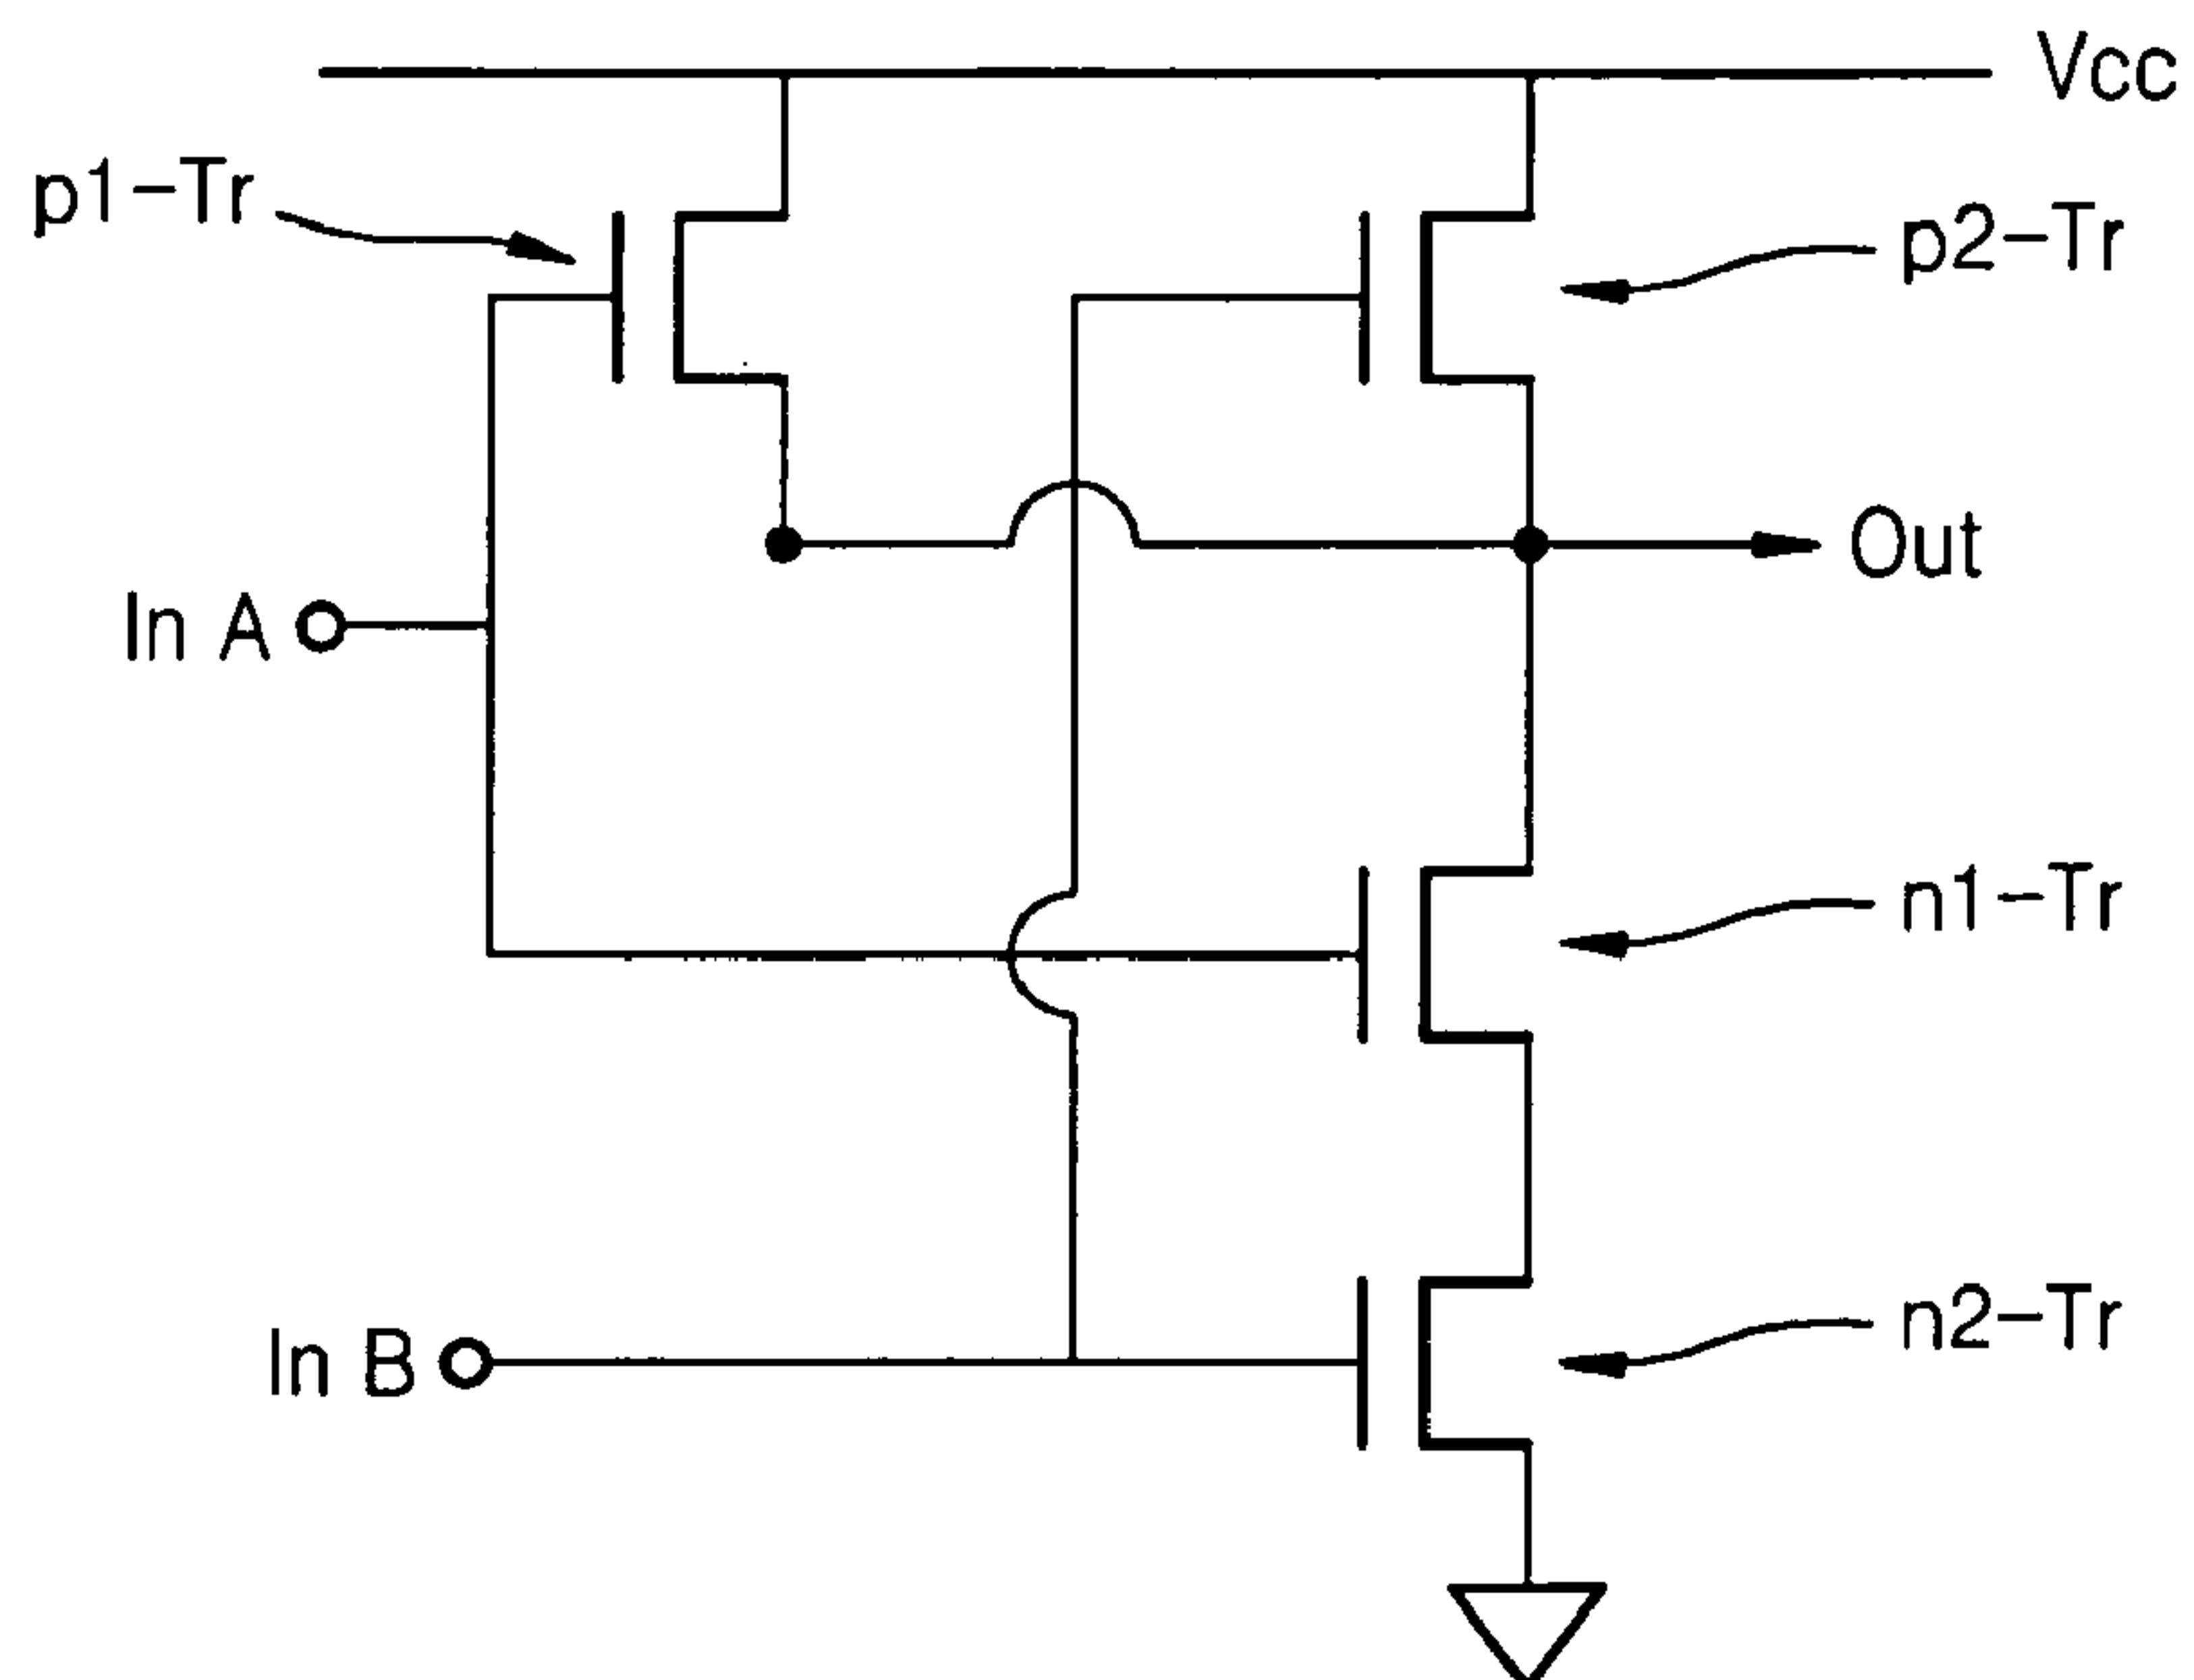 Vcc
p1-Tr
p2-Tr
Out
In A
n1-Tr
n2-Tr
In B